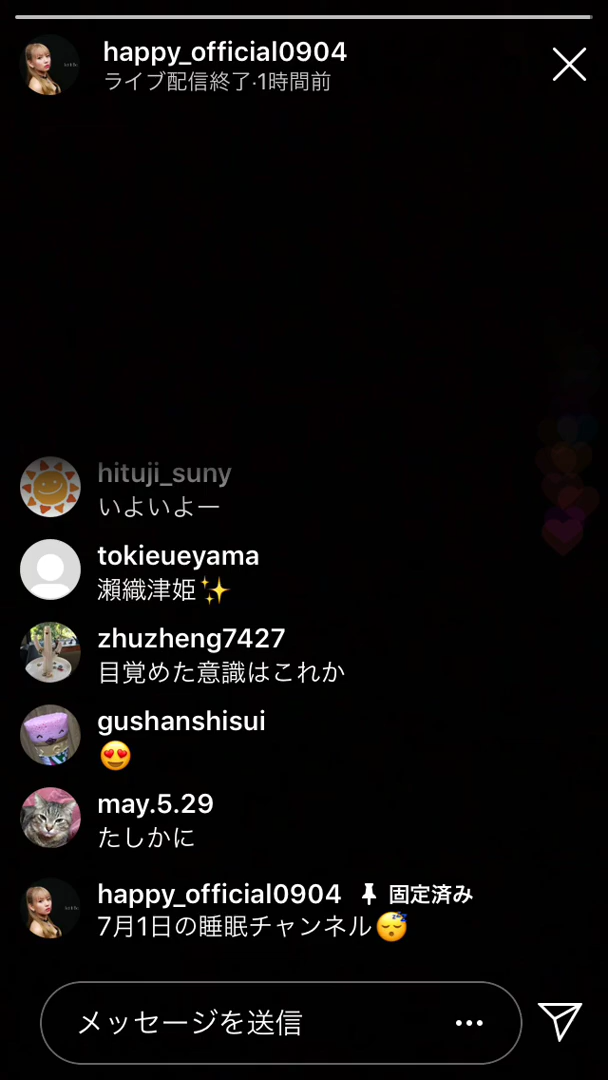 happy_official0904
ライブ配信終了·1時間前
hituji_suny
いよいよー
tokieueyama
瀬織津姫✨
zhuzheng7427
目覚めた意識はこれか
gushanshisui
😍
may.5.29
たしかに
happy_official0904 固定済み
7月1日の睡眠チャンネル😴
メッセージを送信